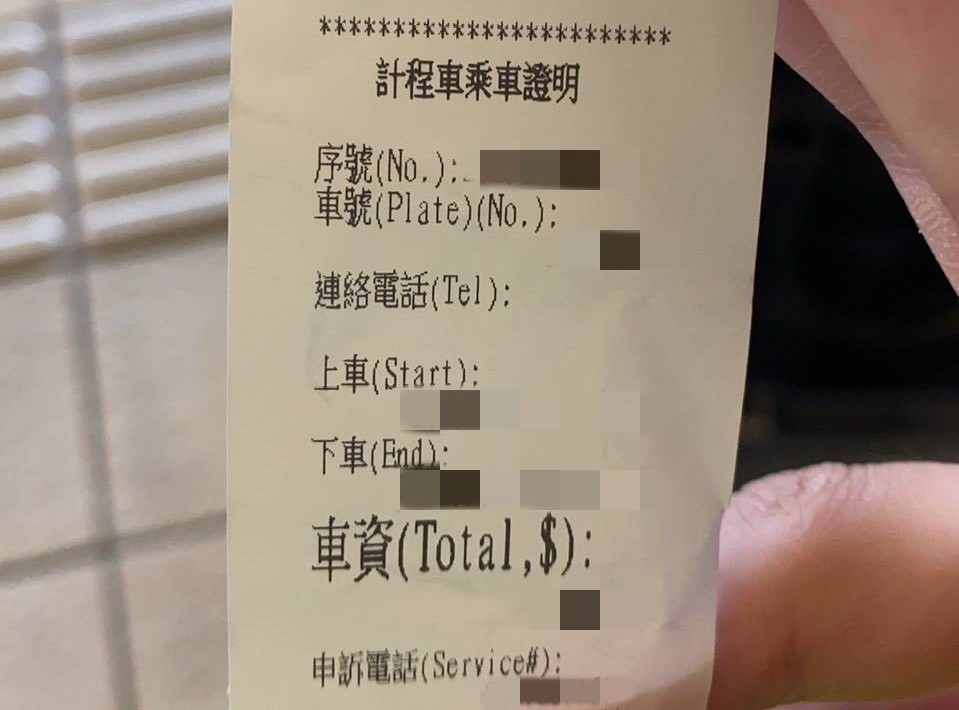 ************************
計程車乘車證明
序號(No.):
車號(Plate)(No.):
連絡電話(Tel):
上車(Start):
下車(End):
車資(Total,$):
申訴電話(Service#):